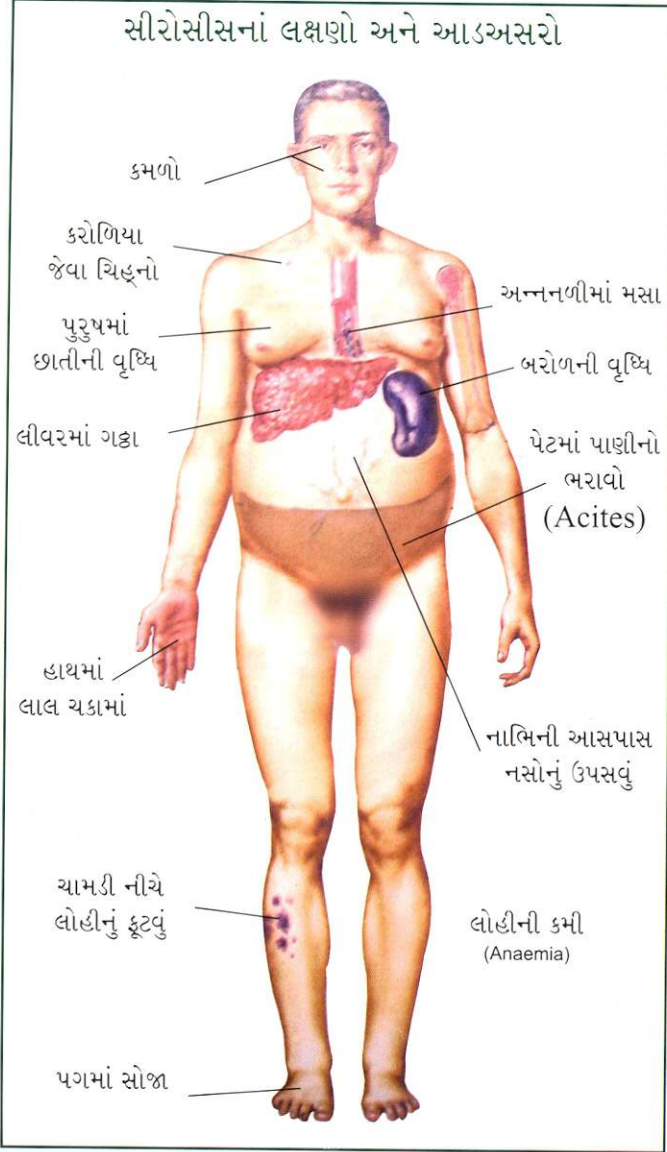 સીરોસીસનાં લક્ષણો અને આડઅસરો
કમળો
કરોળિયા
જેવા ચિહ્નો
પુરુષમાં
છાતીની વૃધ્ધિ
લીવરમાં ગઠ્ઠા
અન્નનળીમાં મસા
બરોળની વૃધ્ધિ
પેટમાં પાણીનો
ભરાવો
(Acites)
હાથમાં
લાલ ચકામાં
નાભિની આસપાસ
નસોનું ઉપસવું
ચામડી નીચે
લોહીનું ફૂટવું
લોહીની કમી
(Anaemia)
પગમાં સોજા